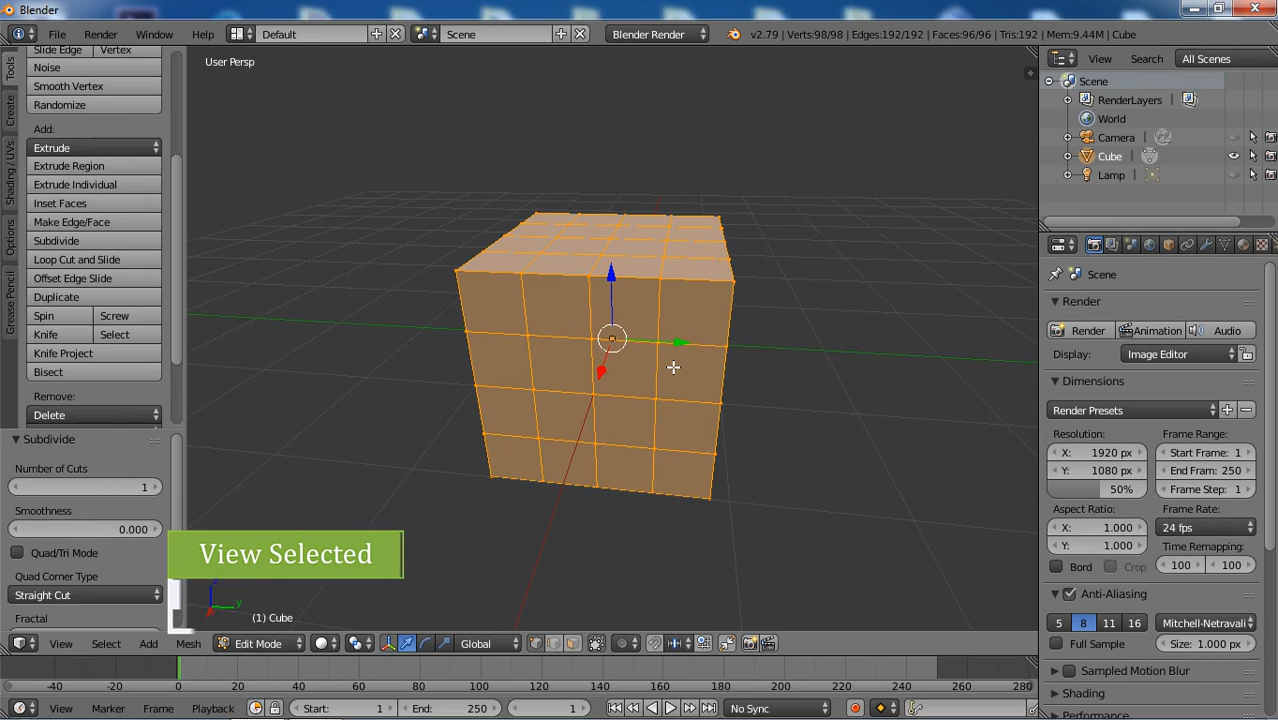 Blender
File Render Window Help
Default
Scene
Blender Render
v2.79 | Verts:98/98 | Edges:192/192 | Faces:96/96 | Tris:192 | Mem:9.44M | Cube
Slide Edge Vertex
Noise
Smooth Vertex
Randomize
Add:
Extrude
Extrude Region
Extrude Individual
Inset Faces
Make Edge/Face
Subdivide
Loop Cut and Slide
Offset Edge Slide
Duplicate
Spin Screw
Knife Select
Knife Project
Bisect
Remove:
Delete
Tools
Create
Shading / UVs
Options
Grease Pencil
Subdivide
Number of Cuts
1
Smoothness
0.000
Quad/Tri Mode
Quad Corner Type
Straight Cut
Fractal
User Persp
View Selected
z
y
(1) Cube
View Select Add Mesh
Edit Mode
Global
View Search All Scenes
Scene
RenderLayers
World
Camera
Cube
Lamp
Scene
Render
Render Animation Audio
Display: Image Editor
Dimensions
Render Presets
Resolution: Frame Range:
X: 1920 px Start Frame: 1
Y: 1080 px End Fram: 250
50% Frame Step: 1
Aspect Ratio: Frame Rate:
X: 1.000 24 fps
Y: 1.000 Time Remapping:
Bord Crop 100 100
Anti-Aliasing
5 8 11 16 Mitchell-Netravali
Full Sample Size: 1.000 px
Sampled Motion Blur
Shading
Performance
-40 -20 0 20 40 60 80 100 120 140 160 180 200 220 240 260 280
View Marker Frame Playback
Start: 1 End: 250 1
No Sync